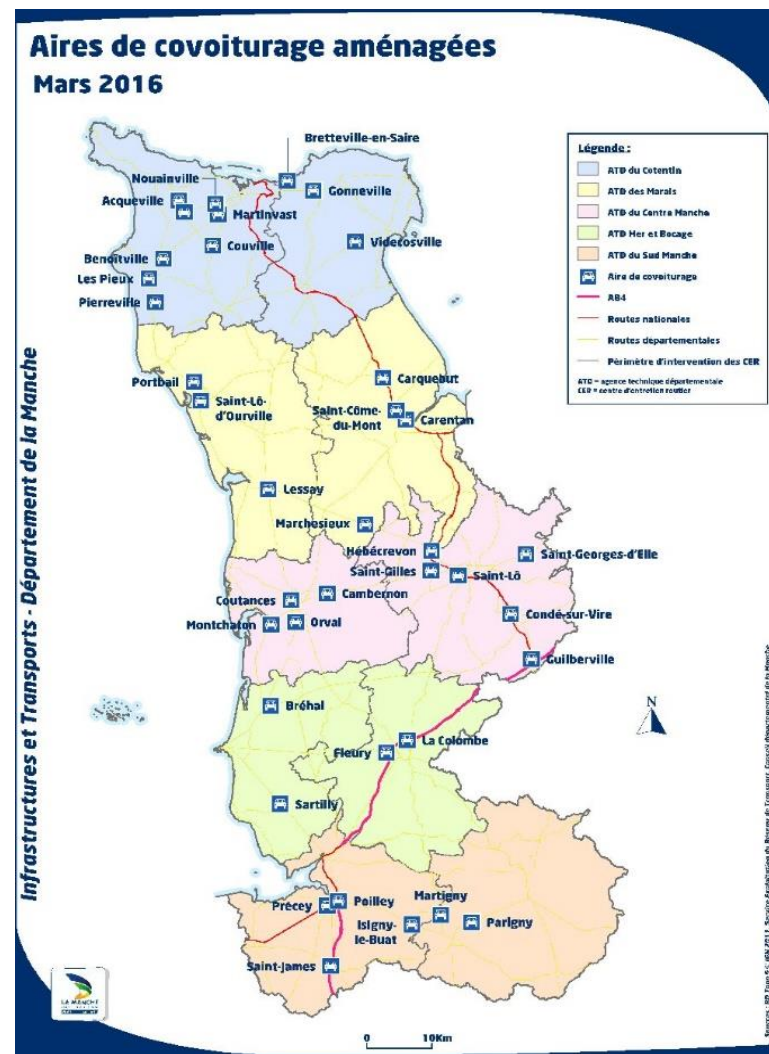 Aires de covoiturage aménagées
Mars 2016
Bretteville-en-Saire
Nouainville
Gonneville
Acqueville
Martinvast
Couville
Videcosville
Benoîtville
Les Pieux
Pierreville
Légende :
ATD du Cotentin
ATD des Marais
ATD du Centre Manche
ATD Mer et Bocage
ATD du Sud Manche
Aire de covoiturage
A84
Routes nationales
Routes départementales
Périmètre d'intervention des CER
ATD = agence technique départementale
CER = centre d'entretien routier
Portbail
Saint-Lô-
d'Ourville
Carquebut
Saint-Côme-
du-Mont
Carentan
Lessay
Marchesieux
Hébécrevon
Saint-Georges-d'Elle
Saint-Gilles
Saint-Lô
Cambernon
Coutances
Condé-sur-Vire
Montchaton
Orval
Guilberville
N
Bréhal
La Colombe
Fleury
Sartilly
Précey
Poilley
Martigny
Isigny-
le-Buat
Parigny
Saint-James
0 10Km
Infrastructures et Transports - Département de la Manche
LA MANCHE